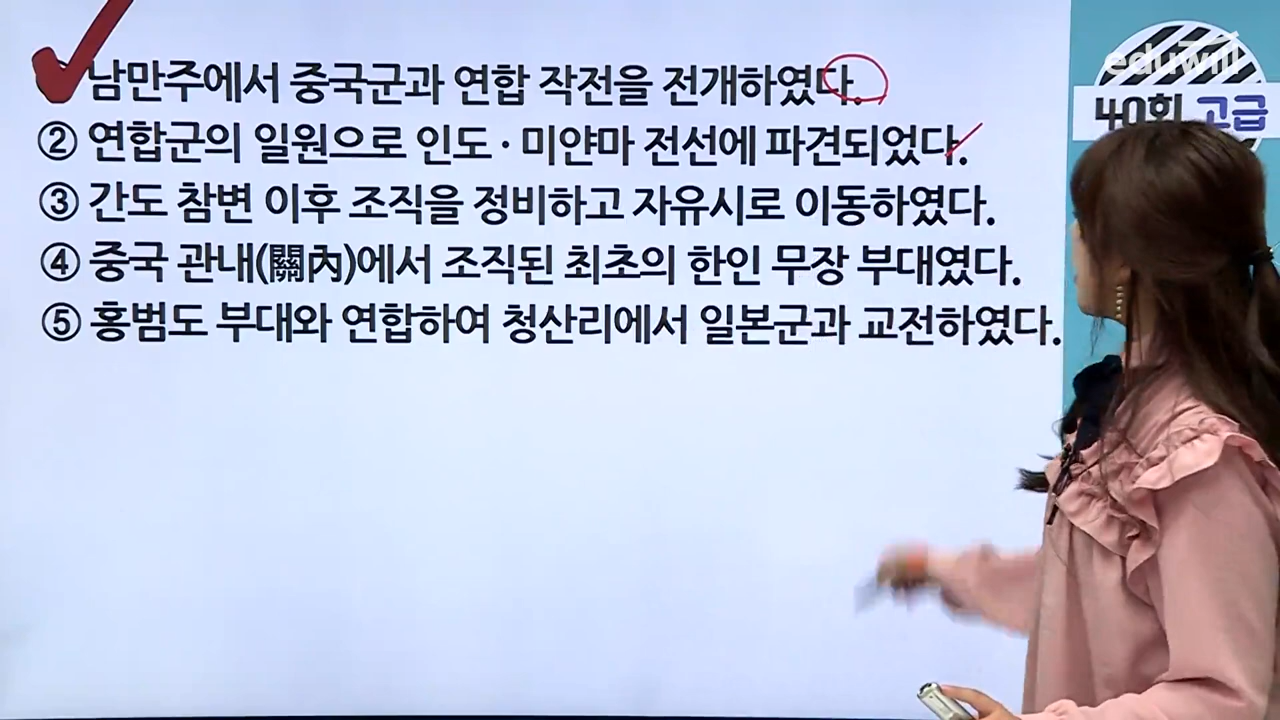 남만주에서 중국군과 연합 작전을 전개하였다.
② 연합군의 일원으로 인도·미얀마 전선에 파견되었다.
③ 간도 참변 이후 조직을 정비하고 자유시로 이동하였다.
④ 중국 관내(關內)에서 조직된 최초의 한인 무장 부대였다.
⑤ 홍범도 부대와 연합하여 청산리에서 일본군과 교전하였다.
eduwill
40회 고급